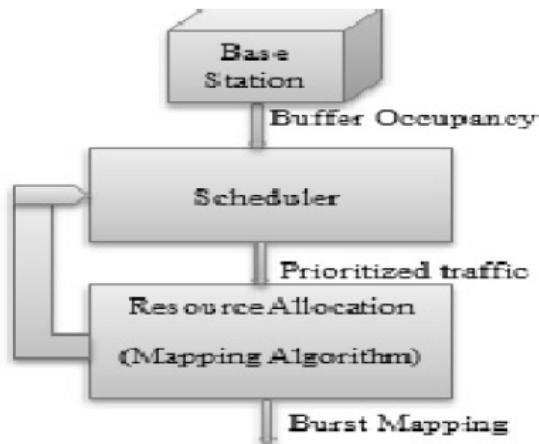 Base
Station
Buffer Occupancy
Scheduler
Prioritized traffic
Resource Allocation
(Mapping Algorithm)
Burst Mapping